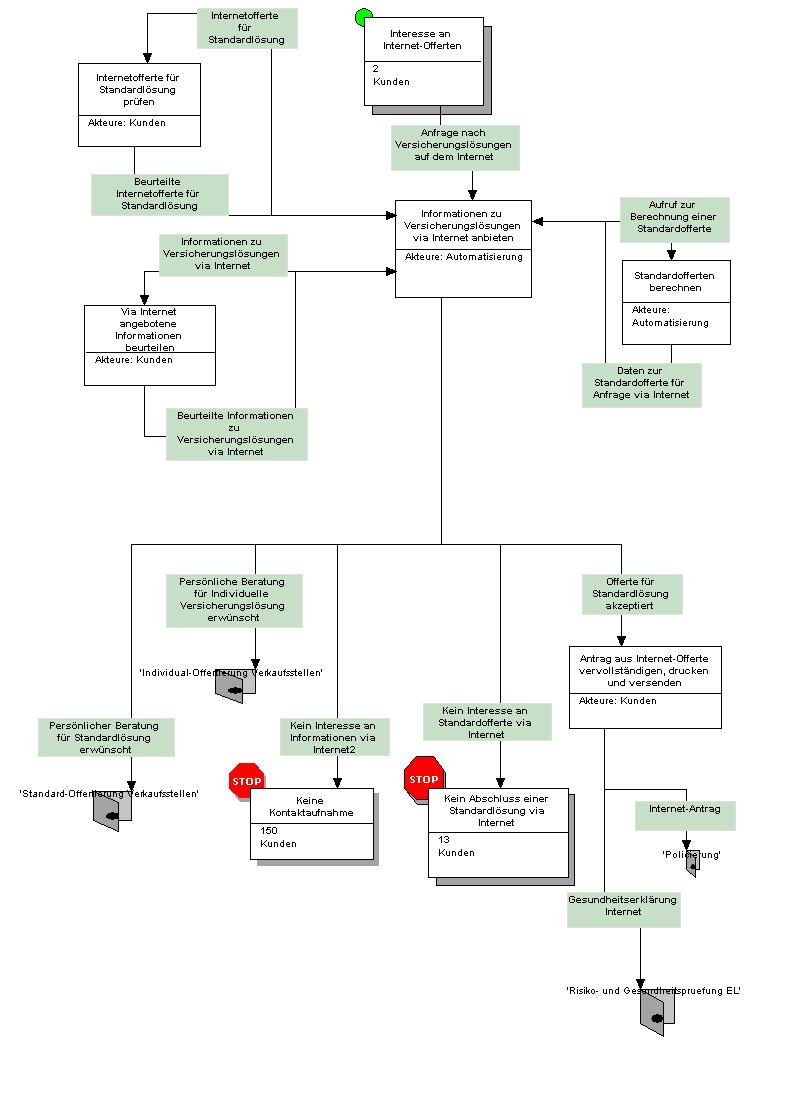 Internetofferte
für
Standardlösung
Interesse an
Internet-Offerten
2
Kunden
Internetofferte für
Standardlösung
prüfen
Akteure: Kunden
Anfrage nach
Versicherungslösungen
auf dem Internet
Beurteilte
Internetofferte für
Standardlösung
Informationen zu
Versicherungslösungen
via Internet anbieten
Akteure: Automatisierung
Aufruf zur
Berechnung einer
Standardofferte
Informationen zu
Versicherungslösungen
via Internet
Standardofferten
berechnen
Akteure:
Automatisierung
Via Internet
angebotene
Informationen
beurteilen
Akteure: Kunden
Daten zur
Standardofferte für
Anfrage via Internet
Beurteilte Informationen
zu
Versicherungslösungen
via Internet
Persönliche Beratung
für Individuelle
Versicherungslösung
erwünscht
Offerte für
Standardlösung
akzeptiert
'Individual-Offertierung Verkaufsstellen'
Antrag aus Internet-Offerte
vervollständigen, drucken
und versenden
Akteure: Kunden
Persönlicher Beratung
für Standardlösung
erwünscht
Kein Interesse an
Informationen via
Internet2
Kein Interesse an
Standardofferte via
Internet
'Standard-Offertierung Verkaufsstellen'
STOP
Keine
Kontaktaufnahme
150
Kunden
STOP
Kein Abschluss einer
Standardlösung via
Internet
13
Kunden
Internet-Antrag
'Policierung'
Gesundheitserklärung
Internet
'Risiko- und Gesundheitspruefung EL'